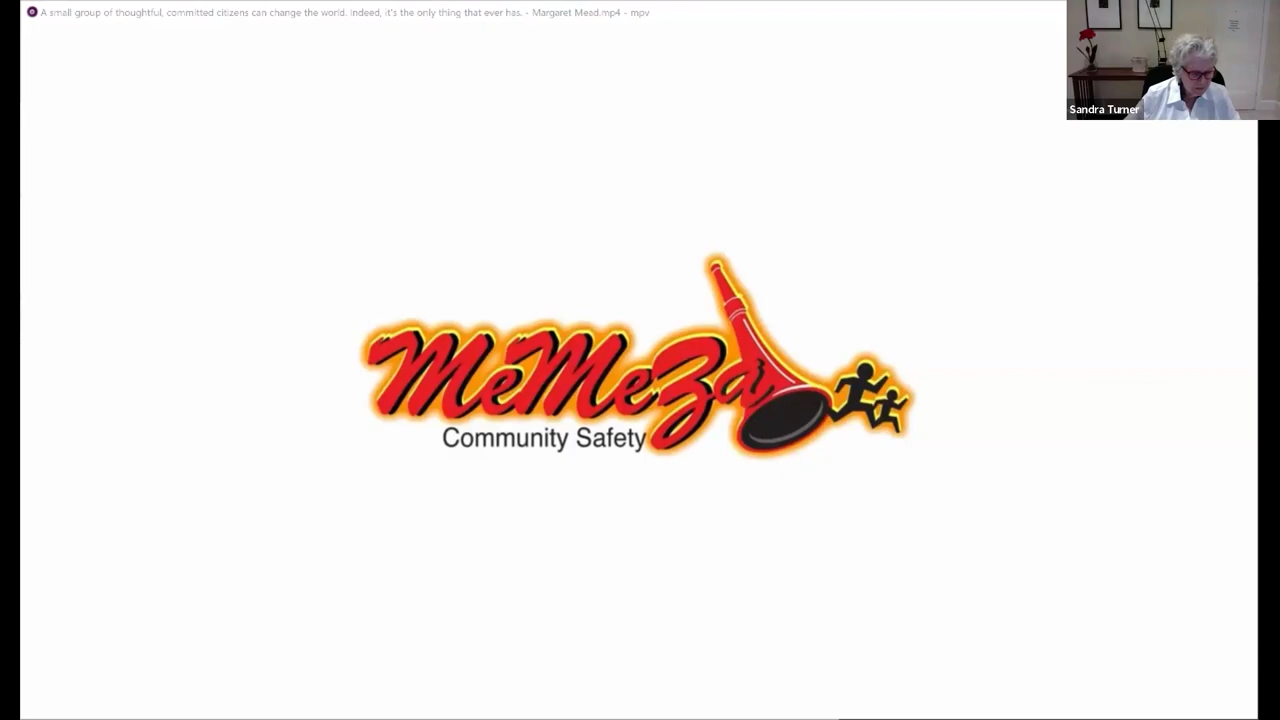 A small group of thoughtful, committed citizens can change the world. Indeed, it's the only thing that ever has. - Margaret Mead.mp4 - mpv
Sandra Turner
MeMeZa
Community Safety